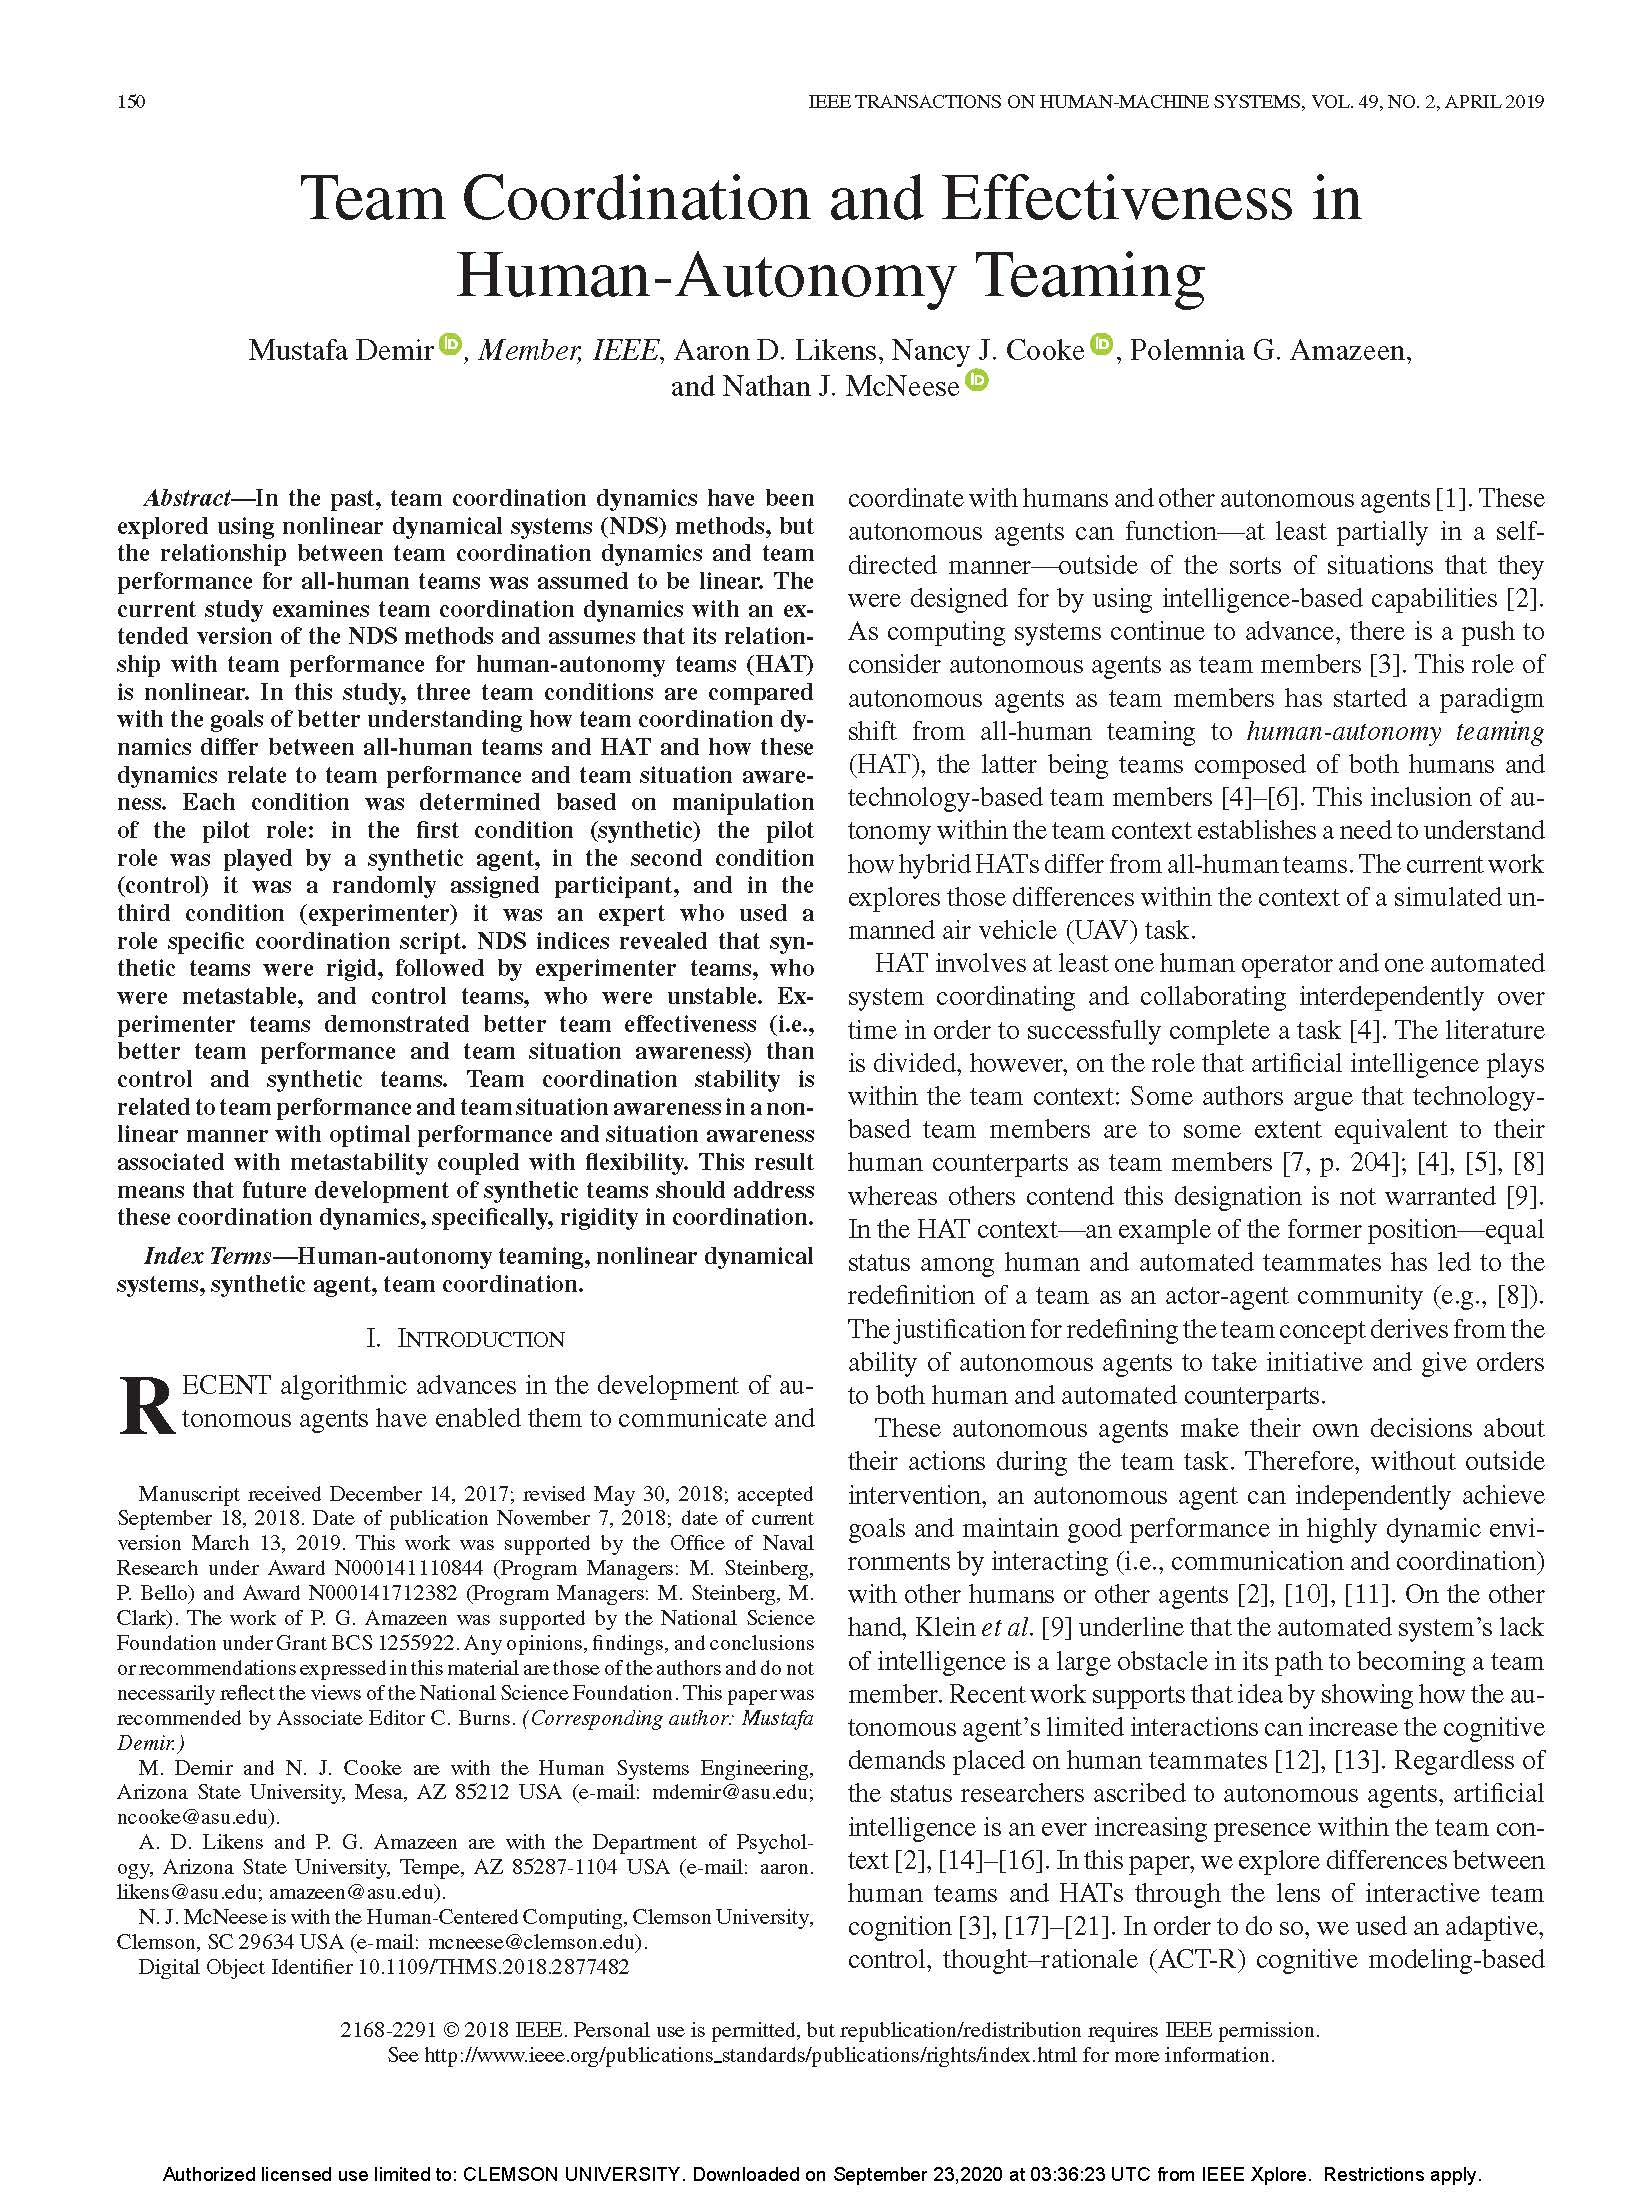 150
IEEE TRANSACTIONS ON HUMAN-MACHINE SYSTEMS, VOL. 49, NO. 2, APRIL 2019
Team Coordination and Effectiveness in
Human-Autonomy Teaming
Mustafa Demir iD, Member, IEEE, Aaron D. Likens, Nancy J. Cooke iD, Polemnia G. Amazeen,
and Nathan J. McNeese iD
Abstract—In the past, team coordination dynamics have been
explored using nonlinear dynamical systems (NDS) methods, but
the relationship between team coordination dynamics and team
performance for all-human teams was assumed to be linear. The
current study examines team coordination dynamics with an ex-
tended version of the NDS methods and assumes that its relation-
ship with team performance for human-autonomy teams (HAT)
is nonlinear. In this study, three team conditions are compared
with the goals of better understanding how team coordination dy-
namics differ between all-human teams and HAT and how these
dynamics relate to team performance and team situation aware-
ness. Each condition was determined based on manipulation
of the pilot role: in the first condition (synthetic) the pilot
role was played by a synthetic agent, in the second condition
(control) it was a randomly assigned participant, and in the
third condition (experimenter) it was an expert who used a
role specific coordination script. NDS indices revealed that syn-
thetic teams were rigid, followed by experimenter teams, who
were metastable, and control teams, who were unstable. Ex-
perimenter teams demonstrated better team effectiveness (i.e.,
better team performance and team situation awareness) than
control and synthetic teams. Team coordination stability is
related to team performance and team situation awareness in a non-
linear manner with optimal performance and situation awareness
associated with metastability coupled with flexibility. This result
means that future development of synthetic teams should address
these coordination dynamics, specifically, rigidity in coordination.
Index Terms—Human-autonomy teaming, nonlinear dynamical
systems, synthetic agent, team coordination.
I. INTRODUCTION
RECENT algorithmic advances in the development of au-
tonomous agents have enabled them to communicate and
Manuscript received December 14, 2017; revised May 30, 2018; accepted
September 18, 2018. Date of publication November 7, 2018; date of current
version March 13, 2019. This work was supported by the Office of Naval
Research under Award N000141110844 (Program Managers: M. Steinberg,
P. Bello) and Award N000141712382 (Program Managers: M. Steinberg, M.
Clark). The work of P. G. Amazeen was supported by the National Science
Foundation under Grant BCS 1255922. Any opinions, findings, and conclusions
or recommendations expressed in this material are those of the authors and do not
necessarily reflect the views of the National Science Foundation. This paper was
recommended by Associate Editor C. Burns. (Corresponding author: Mustafa
Demir.)
M. Demir and N. J. Cooke are with the Human Systems Engineering,
Arizona State University, Mesa, AZ 85212 USA (e-mail: mdemir@asu.edu;
ncooke@asu.edu).
A. D. Likens and P. G. Amazeen are with the Department of Psychol-
ogy, Arizona State University, Tempe, AZ 85287-1104 USA (e-mail: aaron.
likens@asu.edu; amazeen@asu.edu).
N. J. McNeese is with the Human-Centered Computing, Clemson University,
Clemson, SC 29634 USA (e-mail: mcneese@clemson.edu).
Digital Object Identifier 10.1109/THMS.2018.2877482
coordinate with humans and other autonomous agents [1]. These
autonomous agents can function—at least partially in a self-
directed manner—outside of the sorts of situations that they
were designed for by using intelligence-based capabilities [2].
As computing systems continue to advance, there is a push to
consider autonomous agents as team members [3]. This role of
autonomous agents as team members has started a paradigm
shift from all-human teaming to human-autonomy teaming
(HAT), the latter being teams composed of both humans and
technology-based team members [4]–[6]. This inclusion of au-
tonomy within the team context establishes a need to understand
how hybrid HATs differ from all-human teams. The current work
explores those differences within the context of a simulated un-
manned air vehicle (UAV) task.
HAT involves at least one human operator and one automated
system coordinating and collaborating interdependently over
time in order to successfully complete a task [4]. The literature
is divided, however, on the role that artificial intelligence plays
within the team context: Some authors argue that technology-
based team members are to some extent equivalent to their
human counterparts as team members [7, p. 204]; [4], [5], [8]
whereas others contend this designation is not warranted [9].
In the HAT context—an example of the former position—equal
status among human and automated teammates has led to the
redefinition of a team as an actor-agent community (e.g., [8]).
The justification for redefining the team concept derives from the
ability of autonomous agents to take initiative and give orders
to both human and automated counterparts.
These autonomous agents make their own decisions about
their actions during the team task. Therefore, without outside
intervention, an autonomous agent can independently achieve
goals and maintain good performance in highly dynamic envi-
ronments by interacting (i.e., communication and coordination)
with other humans or other agents [2], [10], [11]. On the other
hand, Klein et al. [9] underline that the automated system's lack
of intelligence is a large obstacle in its path to becoming a team
member. Recent work supports that idea by showing how the au-
tonomous agent's limited interactions can increase the cognitive
demands placed on human teammates [12], [13]. Regardless of
the status researchers ascribed to autonomous agents, artificial
intelligence is an ever increasing presence within the team con-
text [2], [14]–[16]. In this paper, we explore differences between
human teams and HATs through the lens of interactive team
cognition [3], [17]–[21]. In order to do so, we used an adaptive,
control, thought–rationale (ACT-R) cognitive modeling-based
2168-2291 © 2018 IEEE. Personal use is permitted, but republication/redistribution requires IEEE permission.
See http://www.ieee.org/publications_standards/publications/rights/index.html for more information.
Authorized licensed use limited to: CLEMSON UNIVERSITY. Downloaded on September 23,2020 at 03:36:23 UTC from IEEE Xplore. Restrictions apply.